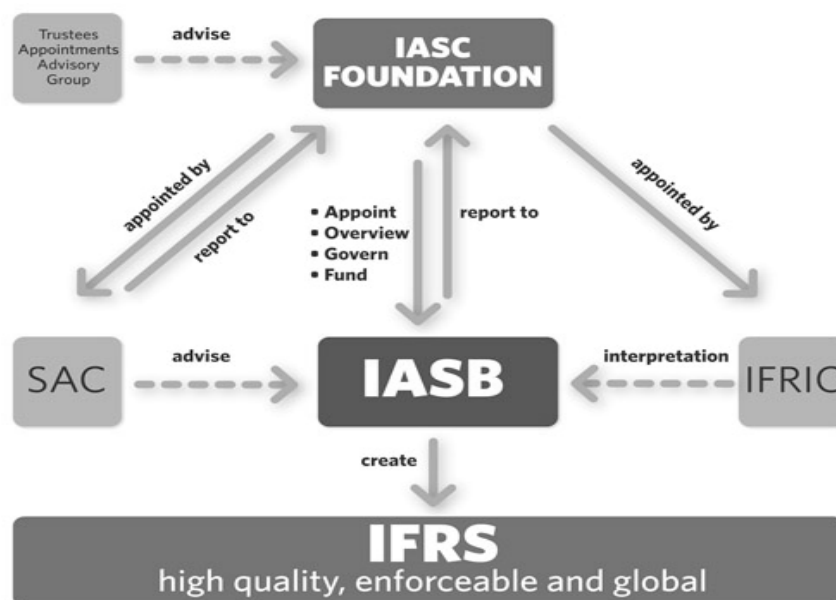 Trustees
Appointments
Advisory
Group
advise
IASC
FOUNDATION
appointed by
report to
• Appoint
• Overview
• Govern
• Fund
report to
appointed by
SAC
advise
IASB
interpretation
IFRIC
create
IFRS
high quality, enforceable and global